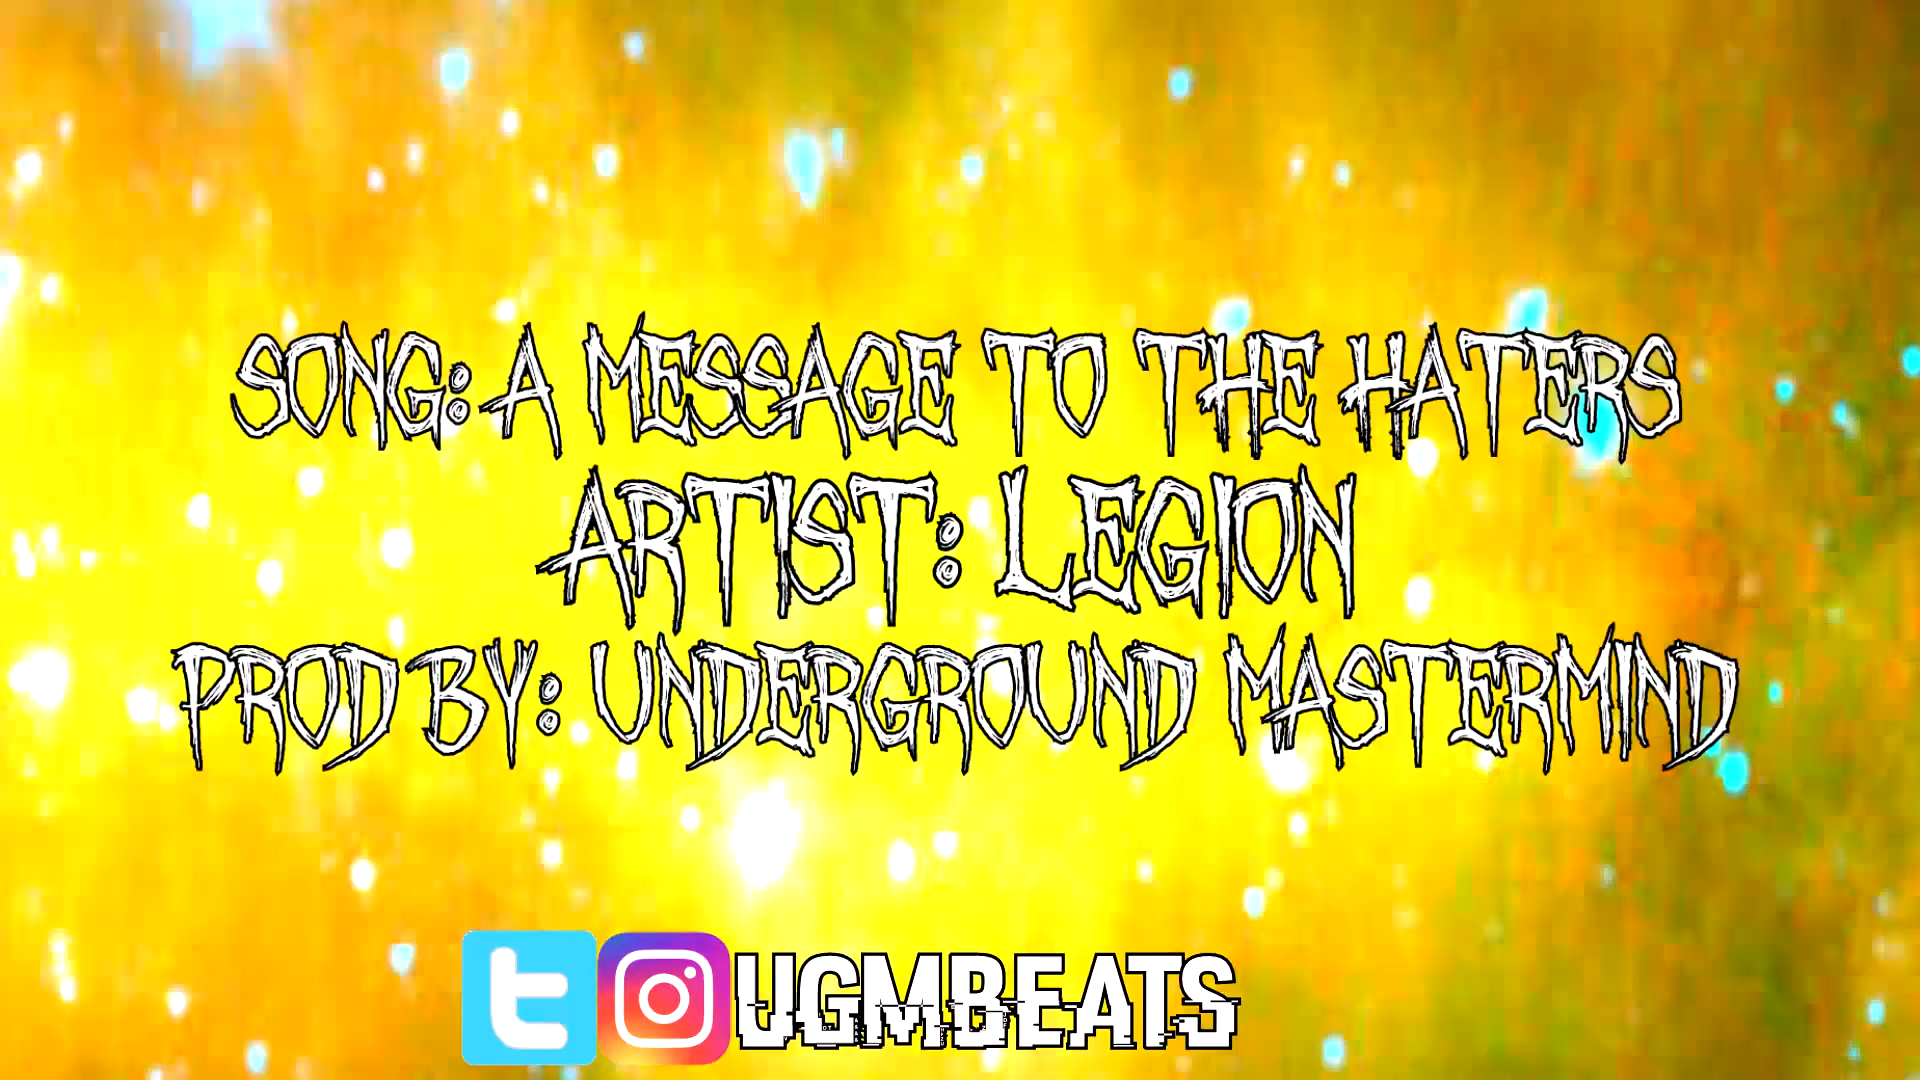 SONG: A MESSAGE TO THE HATERS
ARTIST: LEGION
PROD BY: UNDERGROUND MASTERMIND
UGMBEATS